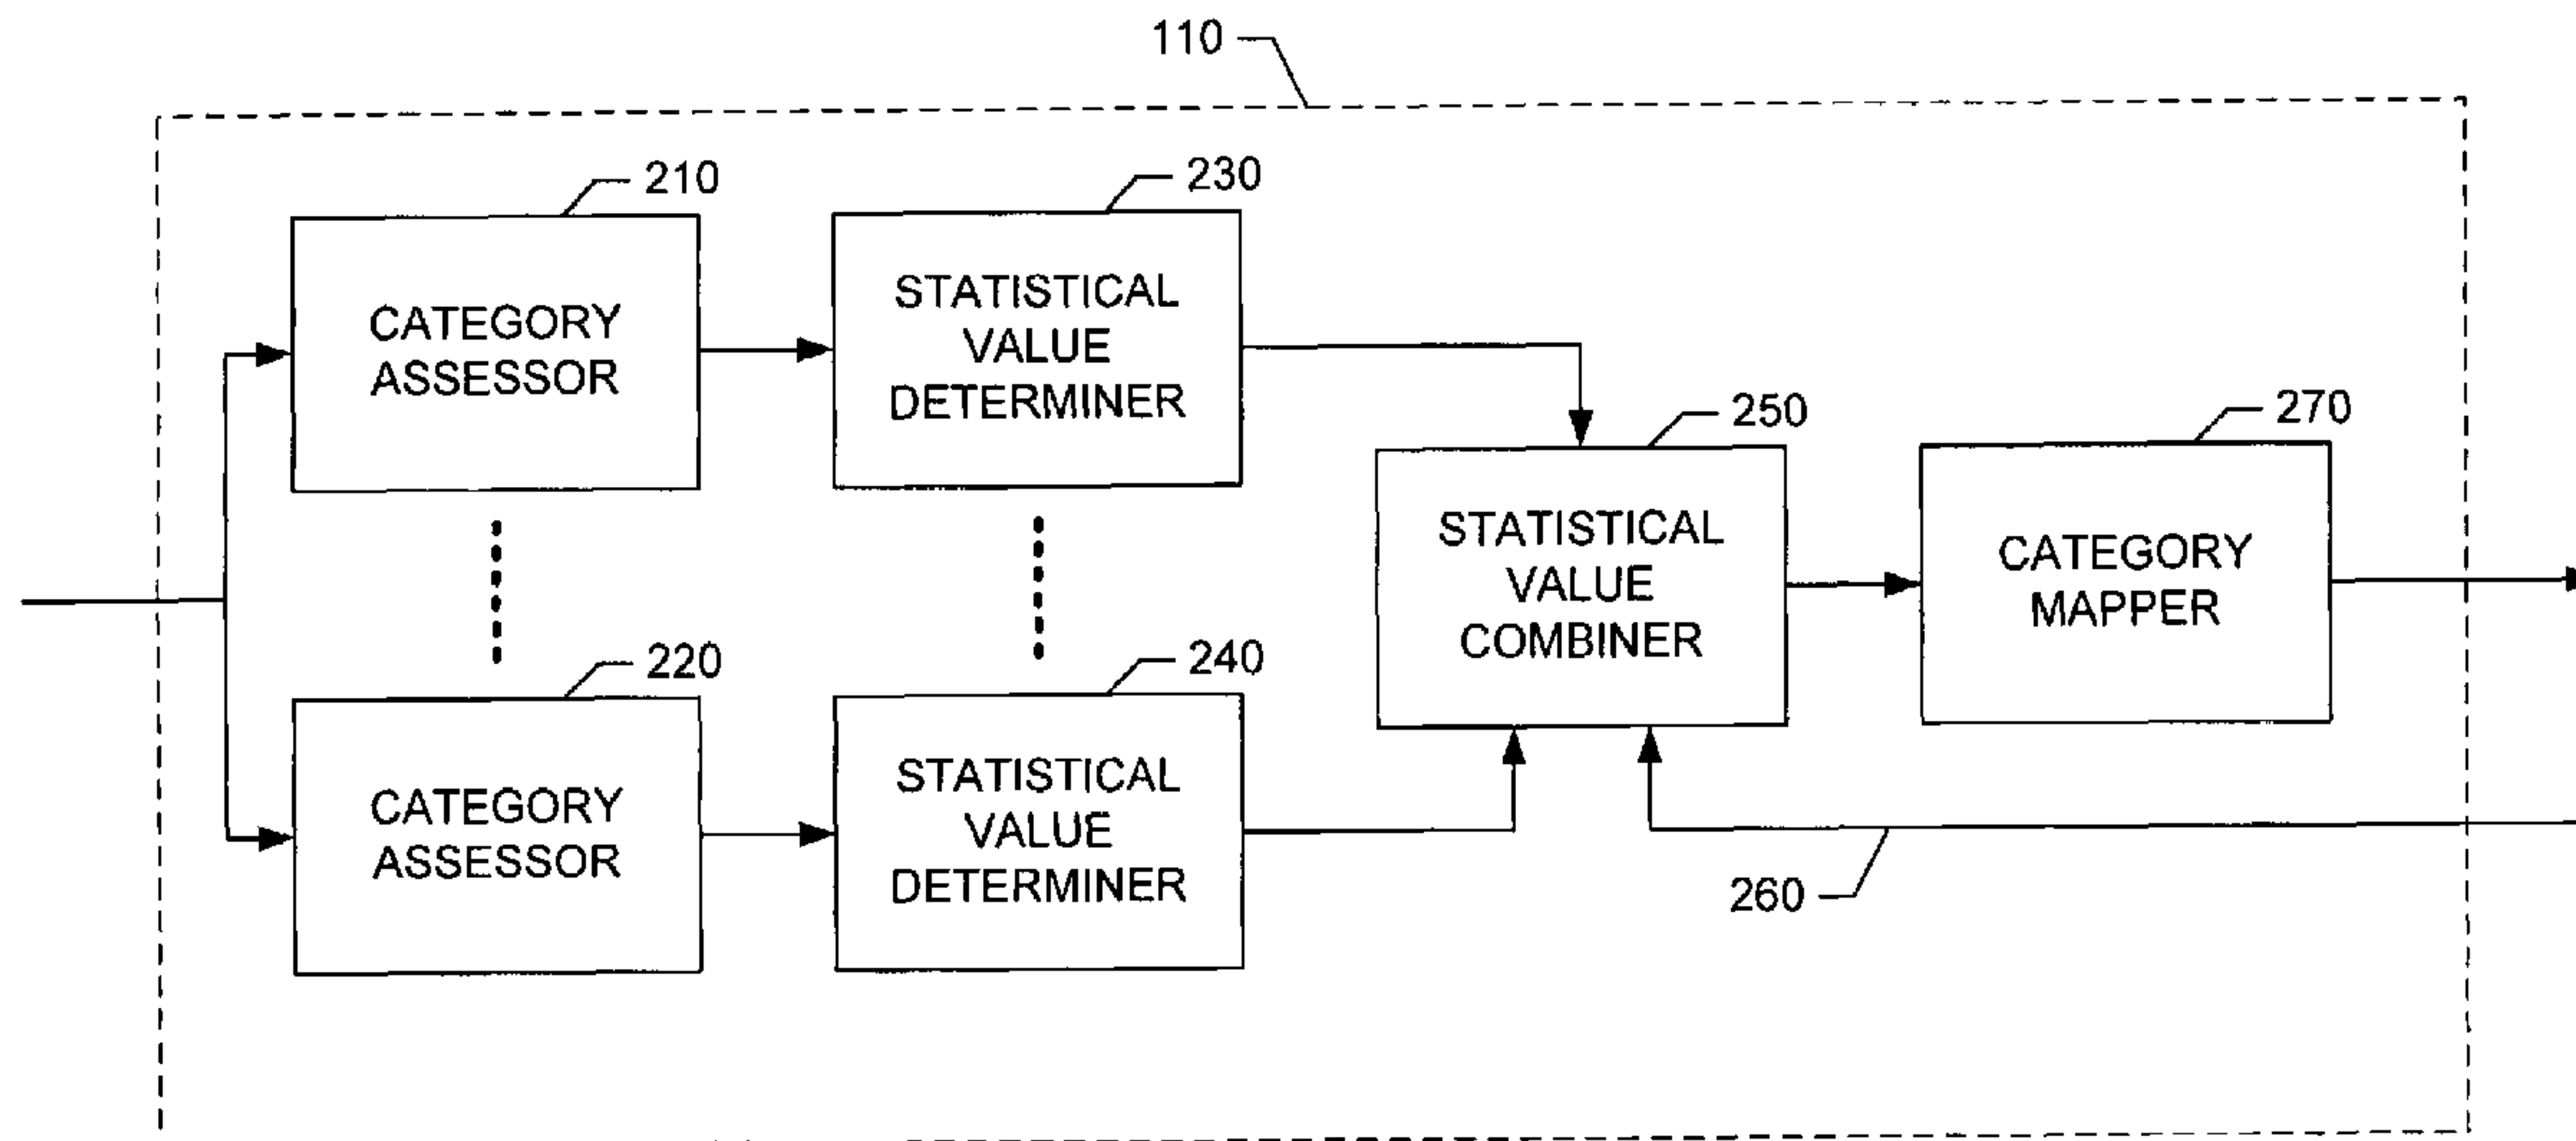 110
210
CATEGORY
ASSESSOR
230
STATISTICAL
VALUE
DETERMINER
250
STATISTICAL
VALUE
COMBINER
270
CATEGORY
MAPPER
220
CATEGORY
ASSESSOR
240
STATISTICAL
VALUE
DETERMINER
260